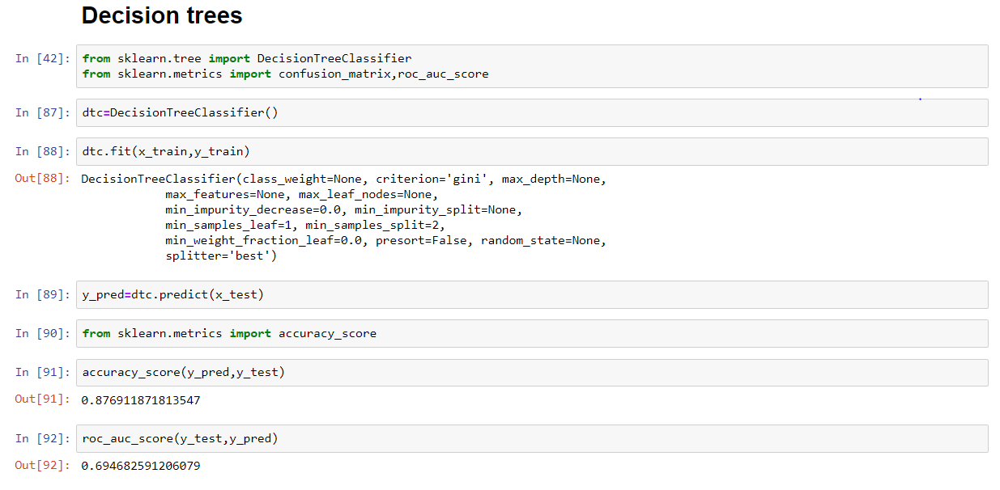 Decision trees
In [42]: from sklearn.tree import DecisionTreeClassifier
from sklearn.metrics import confusion_matrix,roc_auc_score
In [87]: dtc=DecisionTreeClassifier()
In [88]: dtc.fit(x_train,y_train)
Out[88]: DecisionTreeClassifier(class_weight=None, criterion='gini', max_depth=None,
max_features=None, max_leaf_nodes=None,
min_impurity_decrease=0.0, min_impurity_split=None,
min_samples_leaf=1, min_samples_split=2,
min_weight_fraction_leaf=0.0, presort=False, random_state=None,
splitter='best')
In [89]: y_pred=dtc.predict(x_test)
In [90]: from sklearn.metrics import accuracy_score
In [91]: accuracy_score(y_pred,y_test)
Out[91]: 0.876911871813547
In [92]: roc_auc_score(y_test,y_pred)
Out[92]: 0.694682591206079